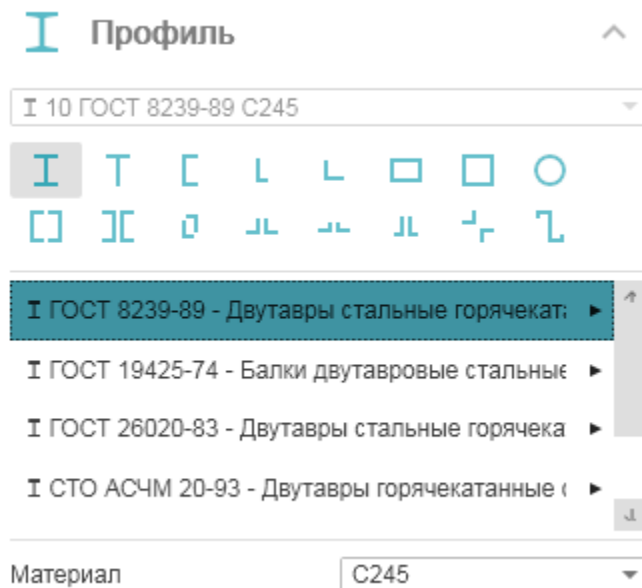 Профиль
I 10 ГОСТ 8239-89 С245
I ГОСТ 8239-89 - Двутавры стальные горячеката
I ГОСТ 19425-74 - Балки двутавровые стальные
I ГОСТ 26020-83 - Двутавры стальные горячека
I СТО АСЧМ 20-93 - Двутавры горячекатанные
Материал С245